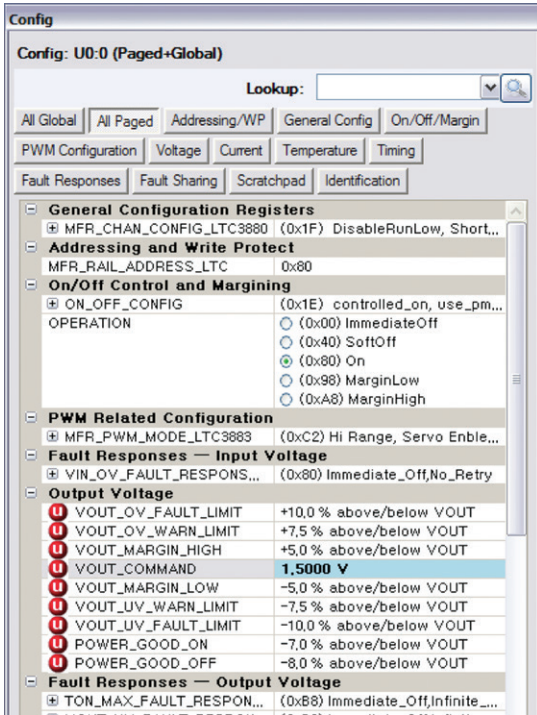 Config
Config: U0:0 (Paged+Global)
Lookup:
All Global All Paged Addressing/WP General Config On/Off/Margin
PWM Configuration Voltage Current Temperature Timing
Fault Responses Fault Sharing Scratchpad Identification
General Configuration Registers
MFR_CHAN_CONFIG_LTC3880 (0x1F) DisableRunLow, Short...
Addressing and Write Protect
MFR_RAIL_ADDRESS_LTC 0x80
On/Off Control and Margining
ON_OFF_CONFIG (0x1E) controlled_on, use_pm...
OPERATION (0x00) ImmediateOff
(0x40) SoftOff
(0x80) On
(0x98) MarginLow
(0xA8) MarginHigh
PWM Related Configuration
MFR_PWM_MODE_LTC3883 (0xC2) Hi Range, Servo Enble...
Fault Responses — Input Voltage
VIN_OV_FAULT_RESPONS... (0x80) Immediate_Off,No_Retry
Output Voltage
U VOUT_OV_FAULT_LIMIT +10,0 % above/below VOUT
U VOUT_OV_WARN_LIMIT +7,5 % above/below VOUT
U VOUT_MARGIN_HIGH +5,0 % above/below VOUT
U VOUT_COMMAND 1,5000 V
U VOUT_MARGIN_LOW -5,0 % above/below VOUT
U VOUT_UV_WARN_LIMIT -7,5 % above/below VOUT
U VOUT_UV_FAULT_LIMIT -10,0 % above/below VOUT
U POWER_GOOD_ON -7,0 % above/below VOUT
U POWER_GOOD_OFF -8,0 % above/below VOUT
Fault Responses — Output Voltage
TON_MAX_FAULT_RESPON... (0xB8) Immediate_Off,Infinite_...